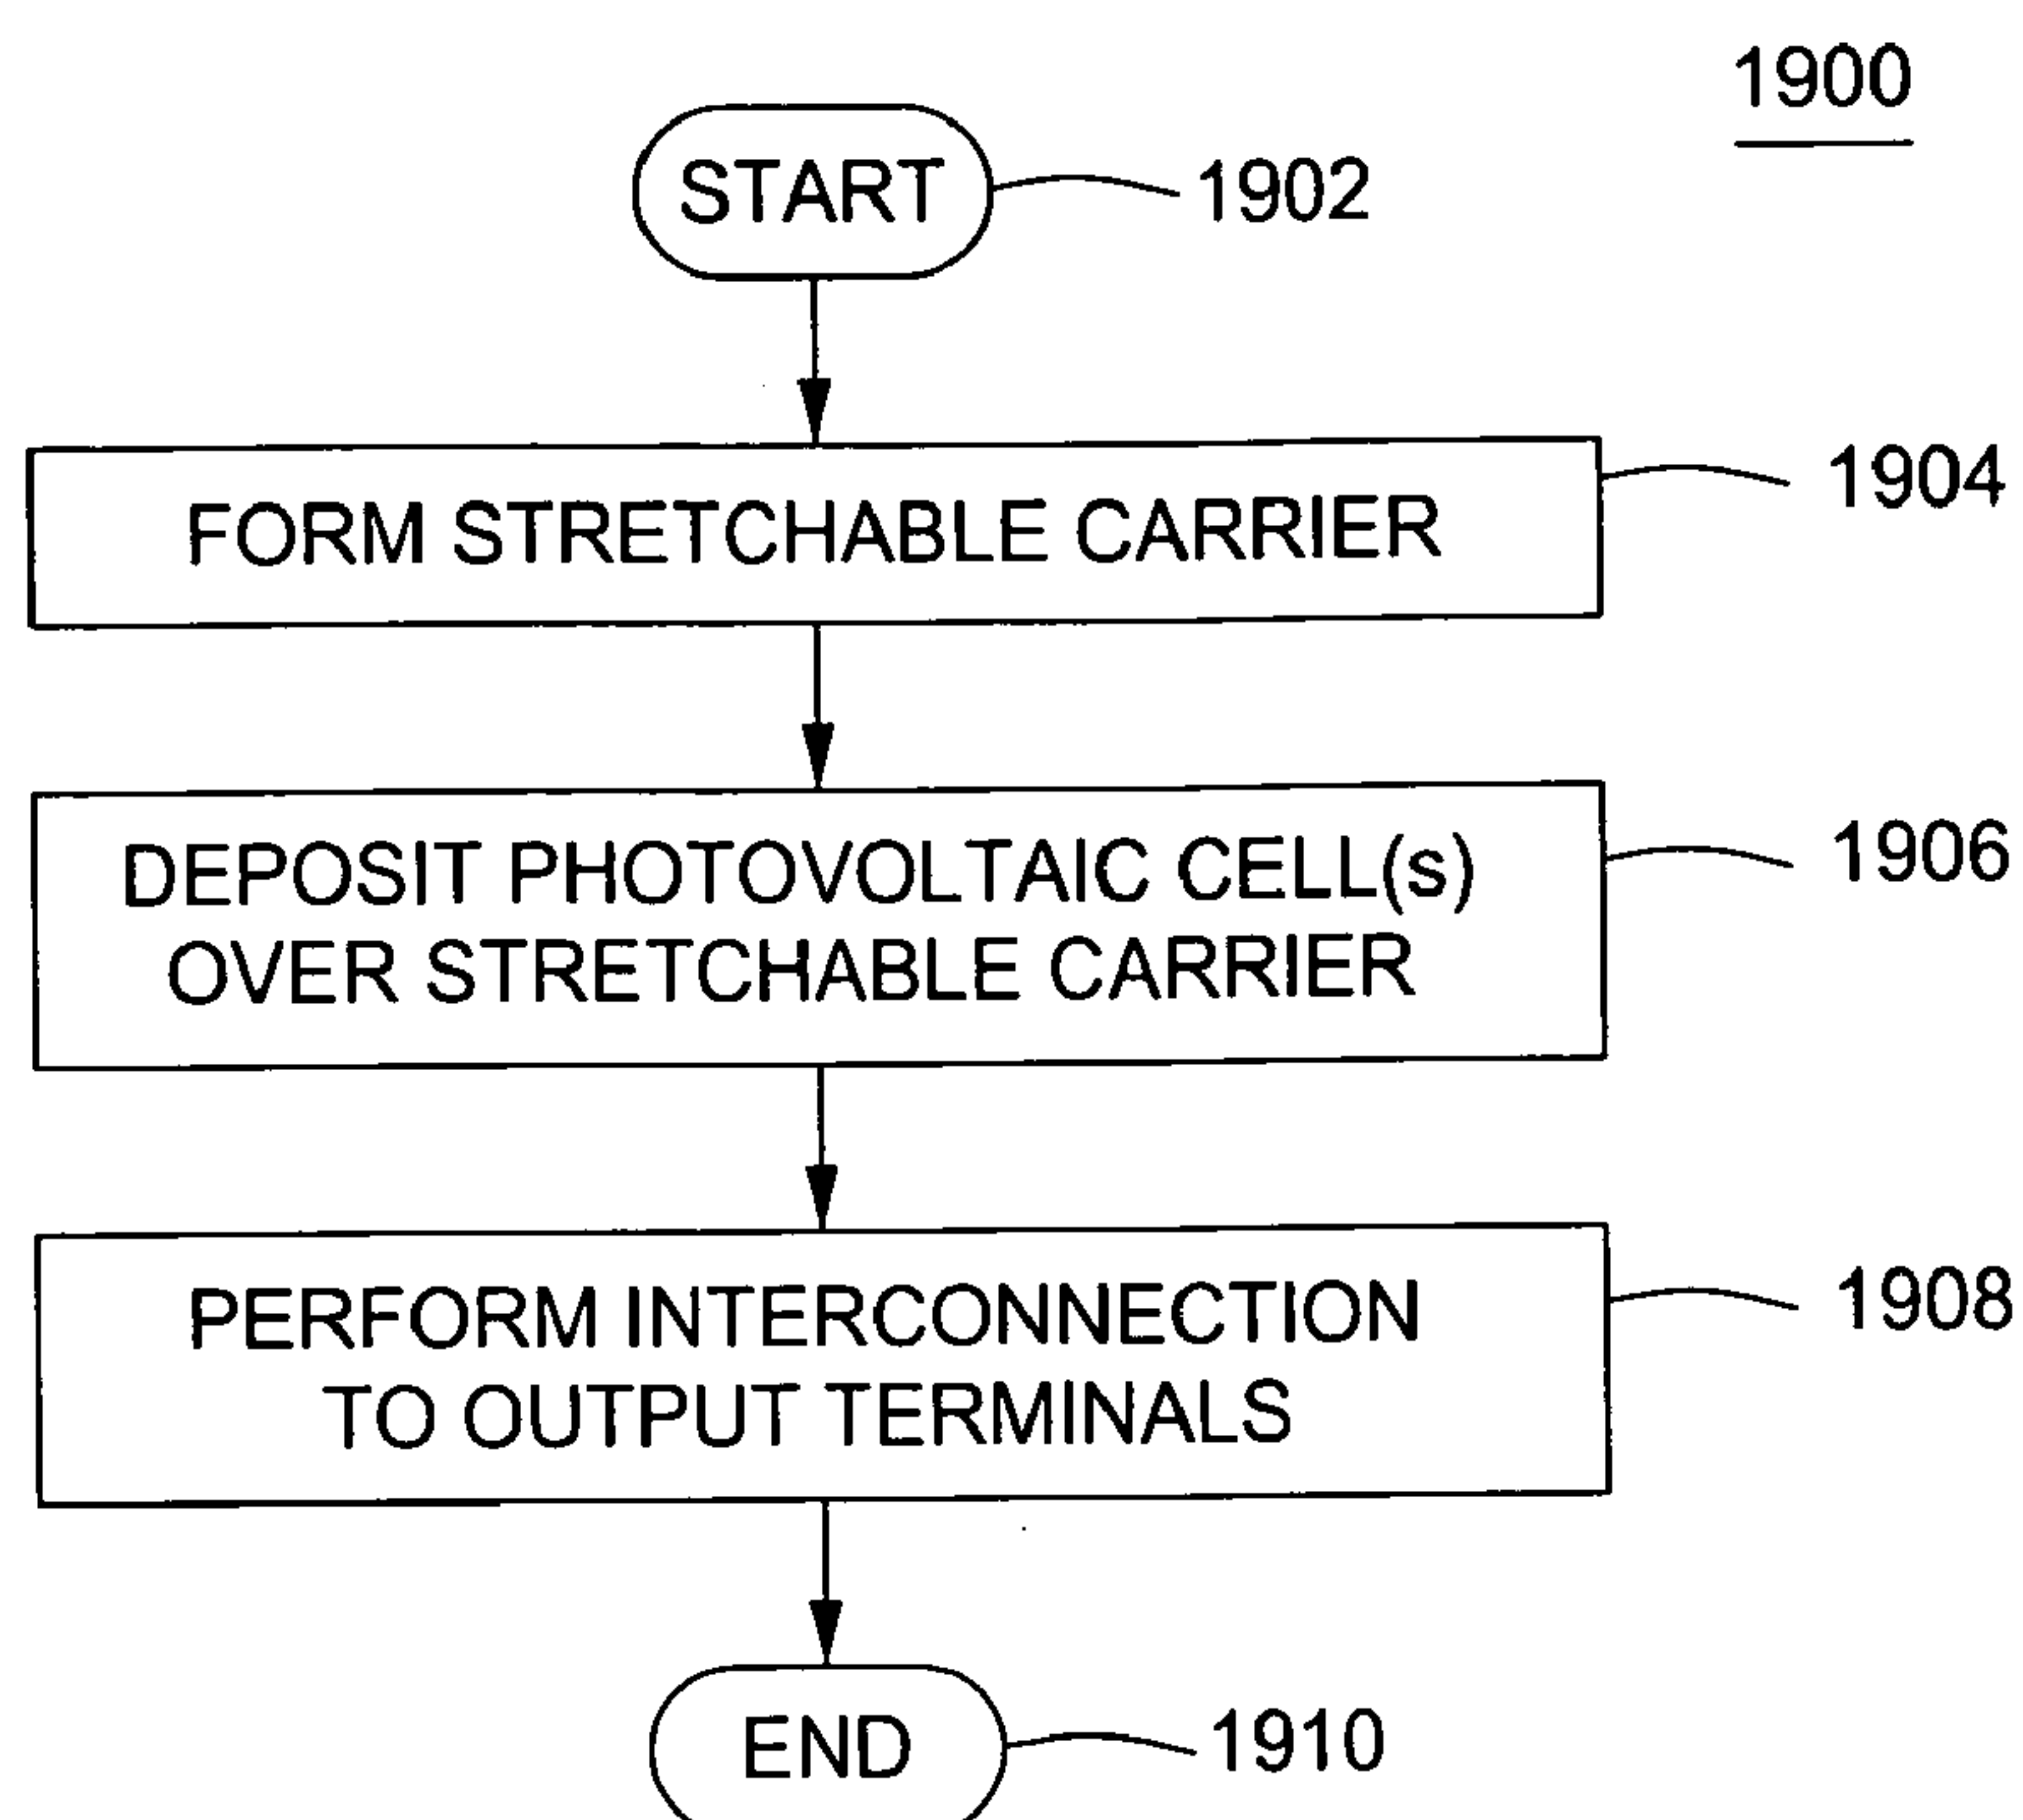 1900
START
1902
FORM STRETCHABLE CARRIER
1904
DEPOSIT PHOTOVOLTAIC CELL(s)
OVER STRETCHABLE CARRIER
1906
PERFORM INTERCONNECTION
TO OUTPUT TERMINALS
1908
END
1910